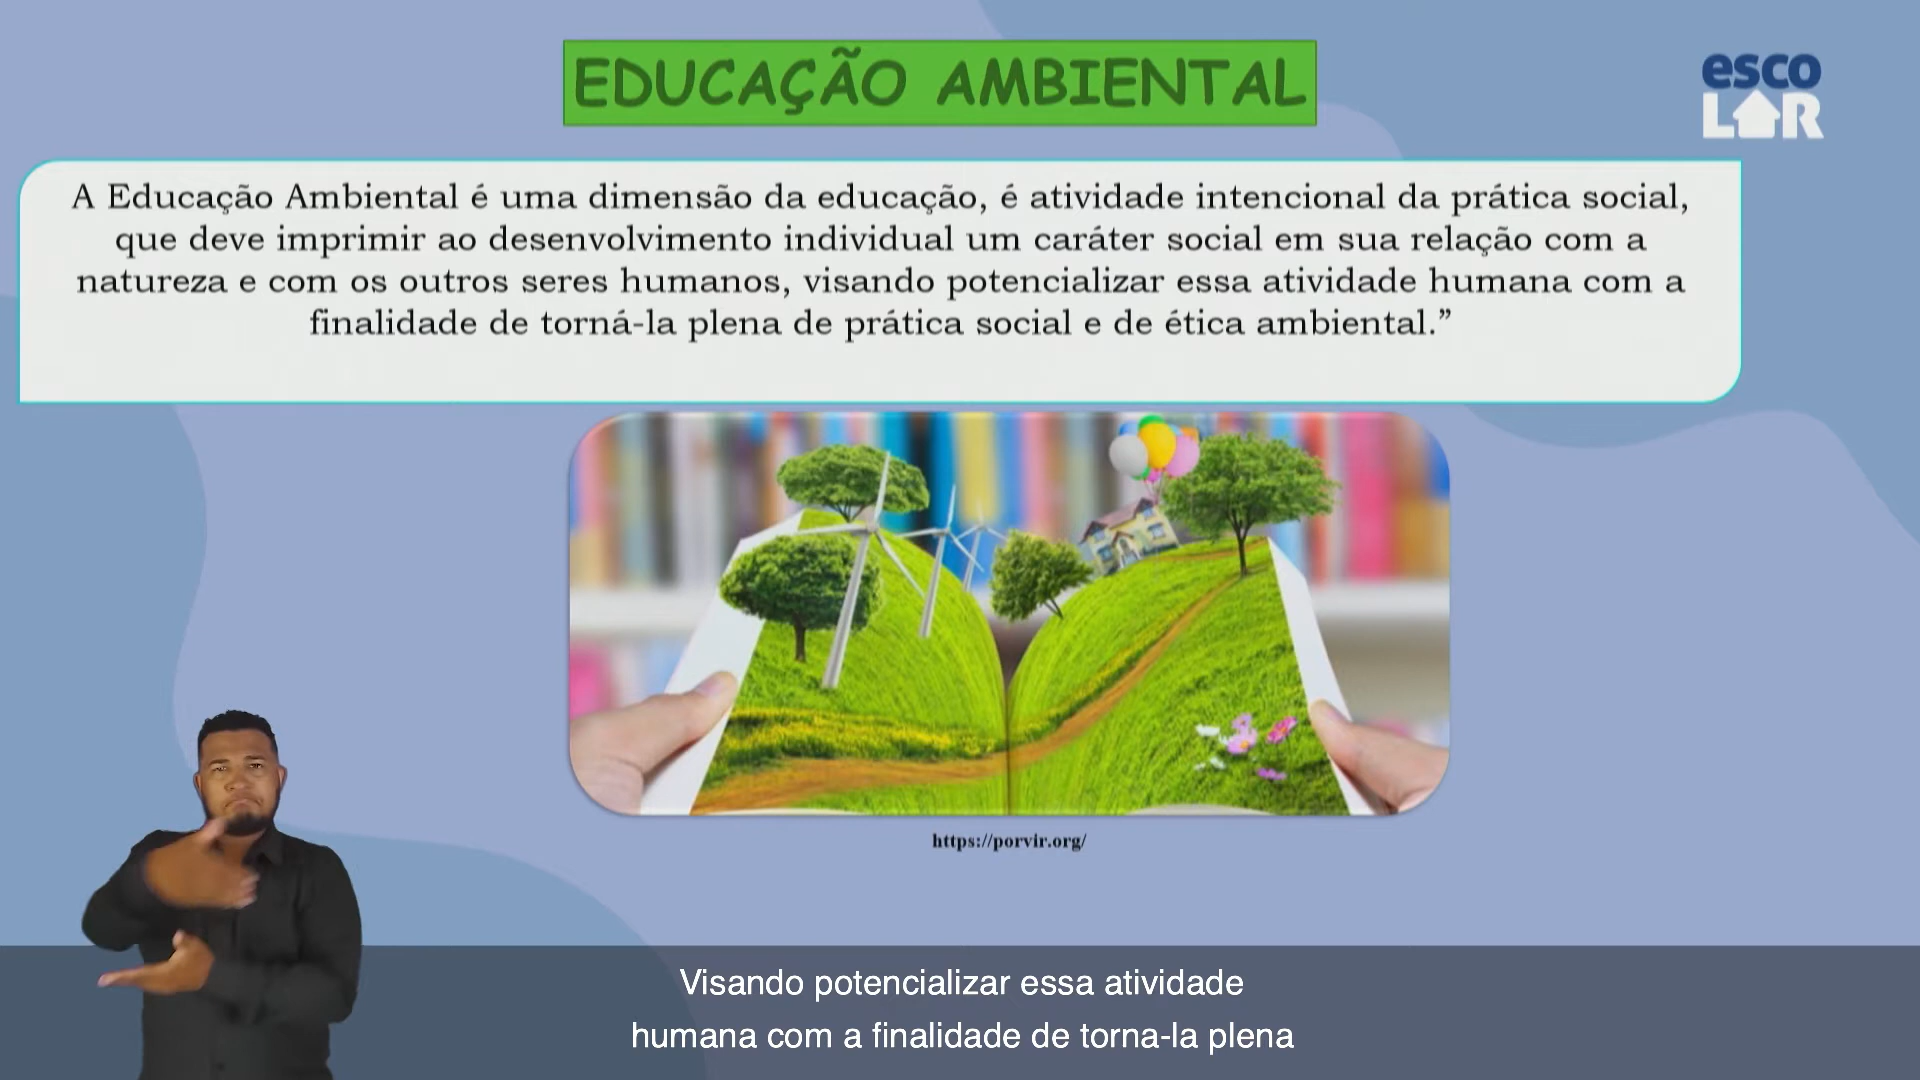 EDUCAÇÃO AMBIENTAL
esco
LAR
A Educação Ambiental é uma dimensão da educação, é atividade intencional da prática social,
que deve imprimir ao desenvolvimento individual um caráter social em sua relação com a
natureza e com os outros seres humanos, visando potencializar essa atividade humana com a
finalidade de torná-la plena de prática social e de ética ambiental.”
https://porvir.org/
Visando potencializar essa atividade
humana com a finalidade de torna-la plena